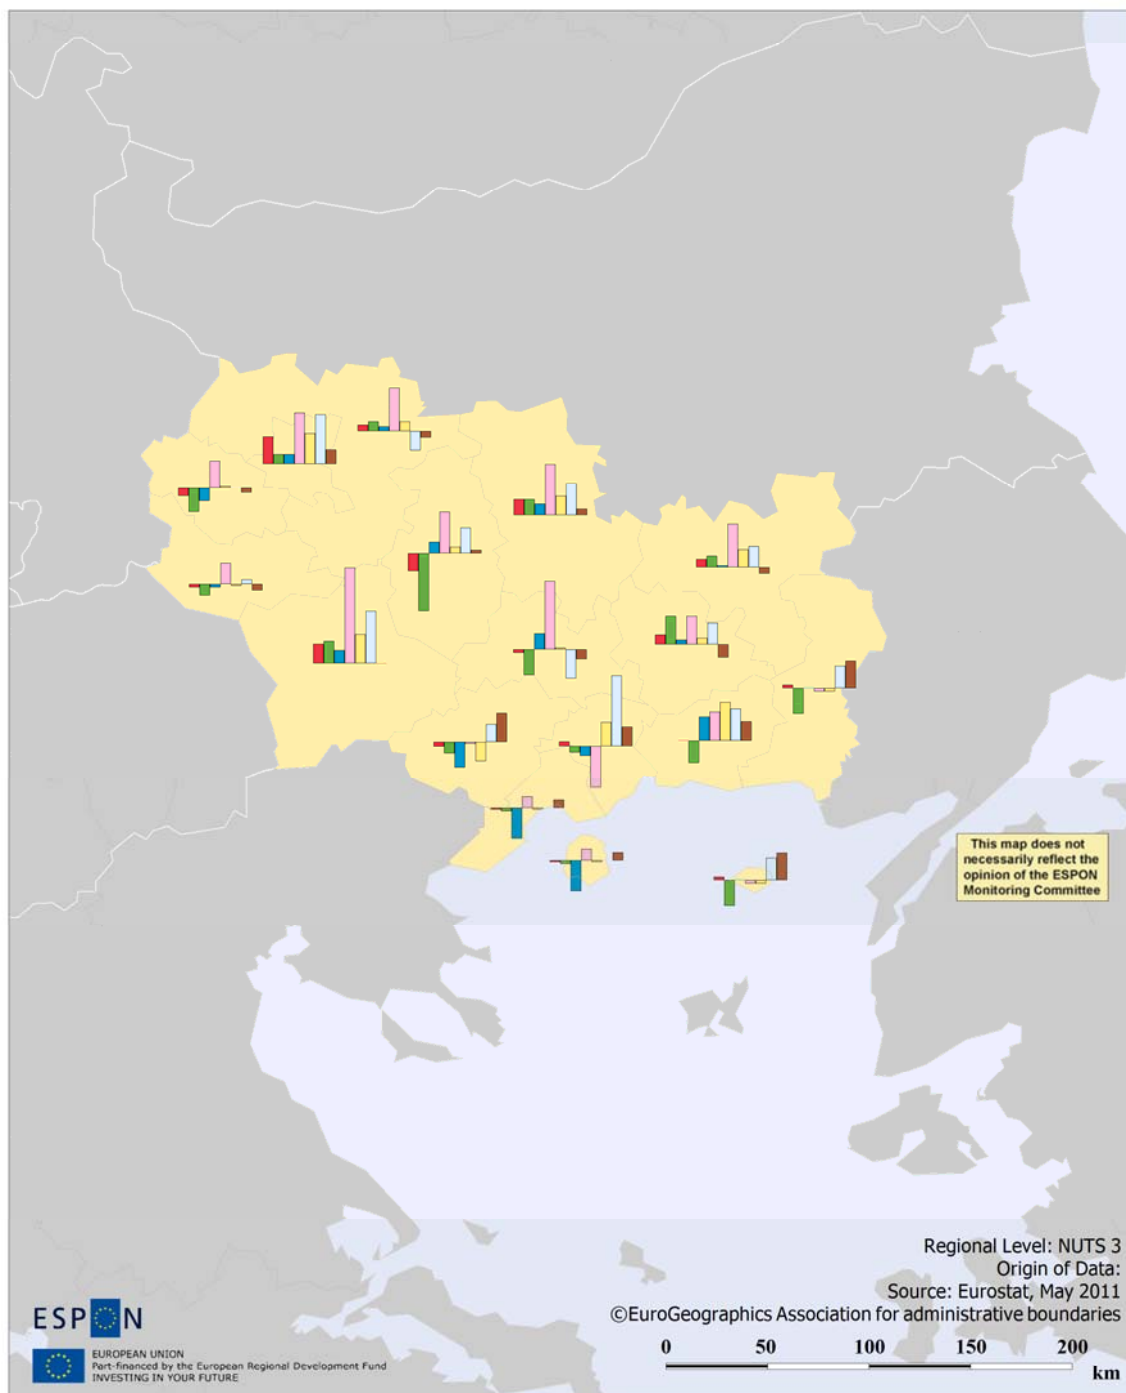 This map does not
necessarily reflect the
opinion of the ESPON
Monitoring Committee
Regional Level: NUTS 3
Origin of Data:
Source: Eurostat, May 2011
©EuroGeographics Association for administrative boundaries
ESPON
EUROPEAN UNION
Part-financed by the European Regional Development Fund
INVESTING IN YOUR FUTURE
0 50 100 150 200
km